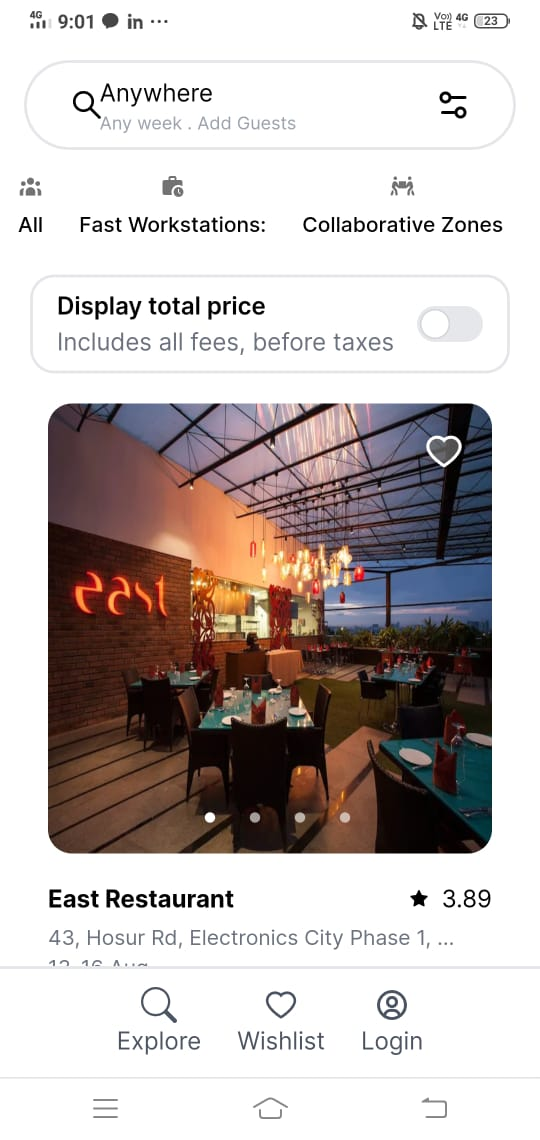 4G 9:01 in ...
Vo)) LTE 4G 23
Anywhere
Any week . Add Guests
All Fast Workstations: Collaborative Zones
Display total price
Includes all fees, before taxes
east
East Restaurant ★ 3.89
43, Hosur Rd, Electronics City Phase 1, ...
Explore Wishlist Login